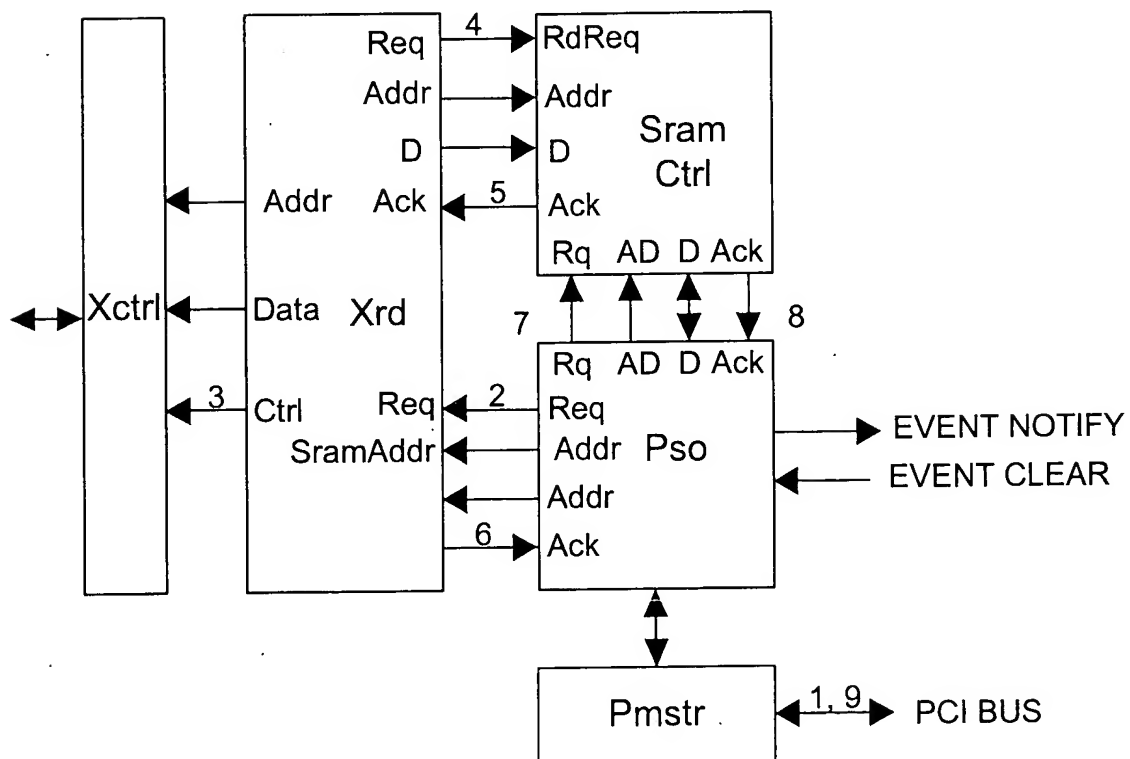 Req 4 RdReq
Addr Addr
Sram
D D
Ctrl
Addr Ack 5 Ack
Rq AD D Ack
Xctrl Data Xrd 7 8
Rq AD D Ack
3 Ctrl Req 2 Req EVENT NOTIFY
SramAddr Addr Pso
Addr EVENT CLEAR
6 Ack
Pmstr 1, 9 PCI BUS